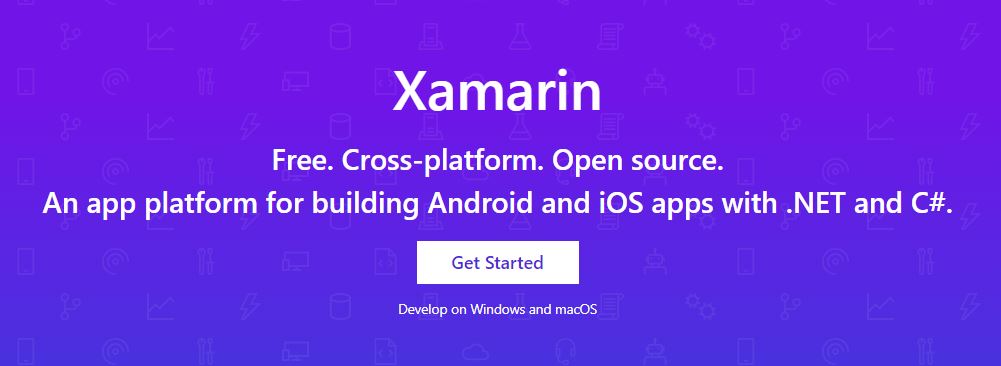 Xamarin
Free. Cross-platform. Open source.
An app platform for building Android and iOS apps with .NET and C#.
Get Started
Develop on Windows and macOS